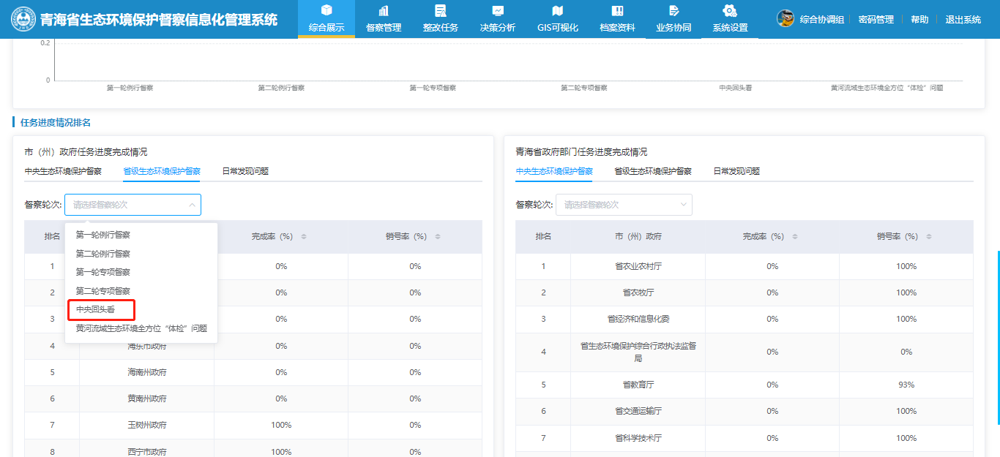 青海省生态环境保护督察信息化管理系统
综合展示
督察管理
整改任务
决策分析
GIS可视化
档案资料
业务协同
系统设置
综合协调组
密码管理
帮助
退出系统
0.2
0
第一轮例行督察
第二轮例行督察
第一轮专项督察
第二轮专项督察
中央回头看
黄河流域生态环境全方位“体检”问题
任务进度情况排名
市（州）政府任务进度完成情况
中央生态环境保护督察 省级生态环境保护督察 日常发现问题
督察轮次: 请选择督察轮次
第一轮例行督察
第二轮例行督察
第一轮专项督察
第二轮专项督察
中央回头看
黄河流域生态环境全方位“体检”问题
排名 完成率（%） 销号率（%）
1 0% 0%
2 0% 0%
3 0% 0%
4 海东市政府 0% 0%
5 海南州政府 0% 0%
6 黄南州政府 0% 0%
7 玉树州政府 100% 0%
8 西宁市政府 100% 0%
青海省政府部门任务进度完成情况
中央生态环境保护督察 省级生态环境保护督察 日常发现问题
督察轮次: 请选择督察轮次
排名 市（州）政府 完成率（%） 销号率（%）
1 省农业农村厅 0% 100%
2 省农牧厅 0% 100%
3 省经济和信息化委 0% 100%
4 省生态环境保护综合行政执法监督 0% 0%
局
5 省教育厅 0% 93%
6 省交通运输厅 0% 100%
7 省科学技术厅 0% 100%